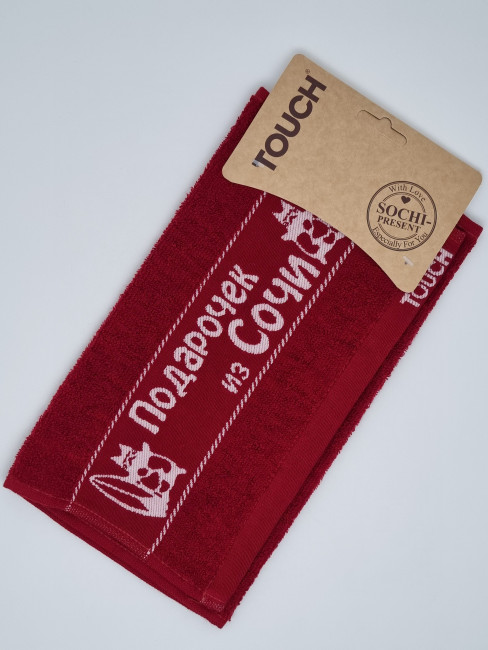 TOUCH
With Love
SOCHI-
PRESENT
Especially For You
TOUCH
Подарочек
из Сочи